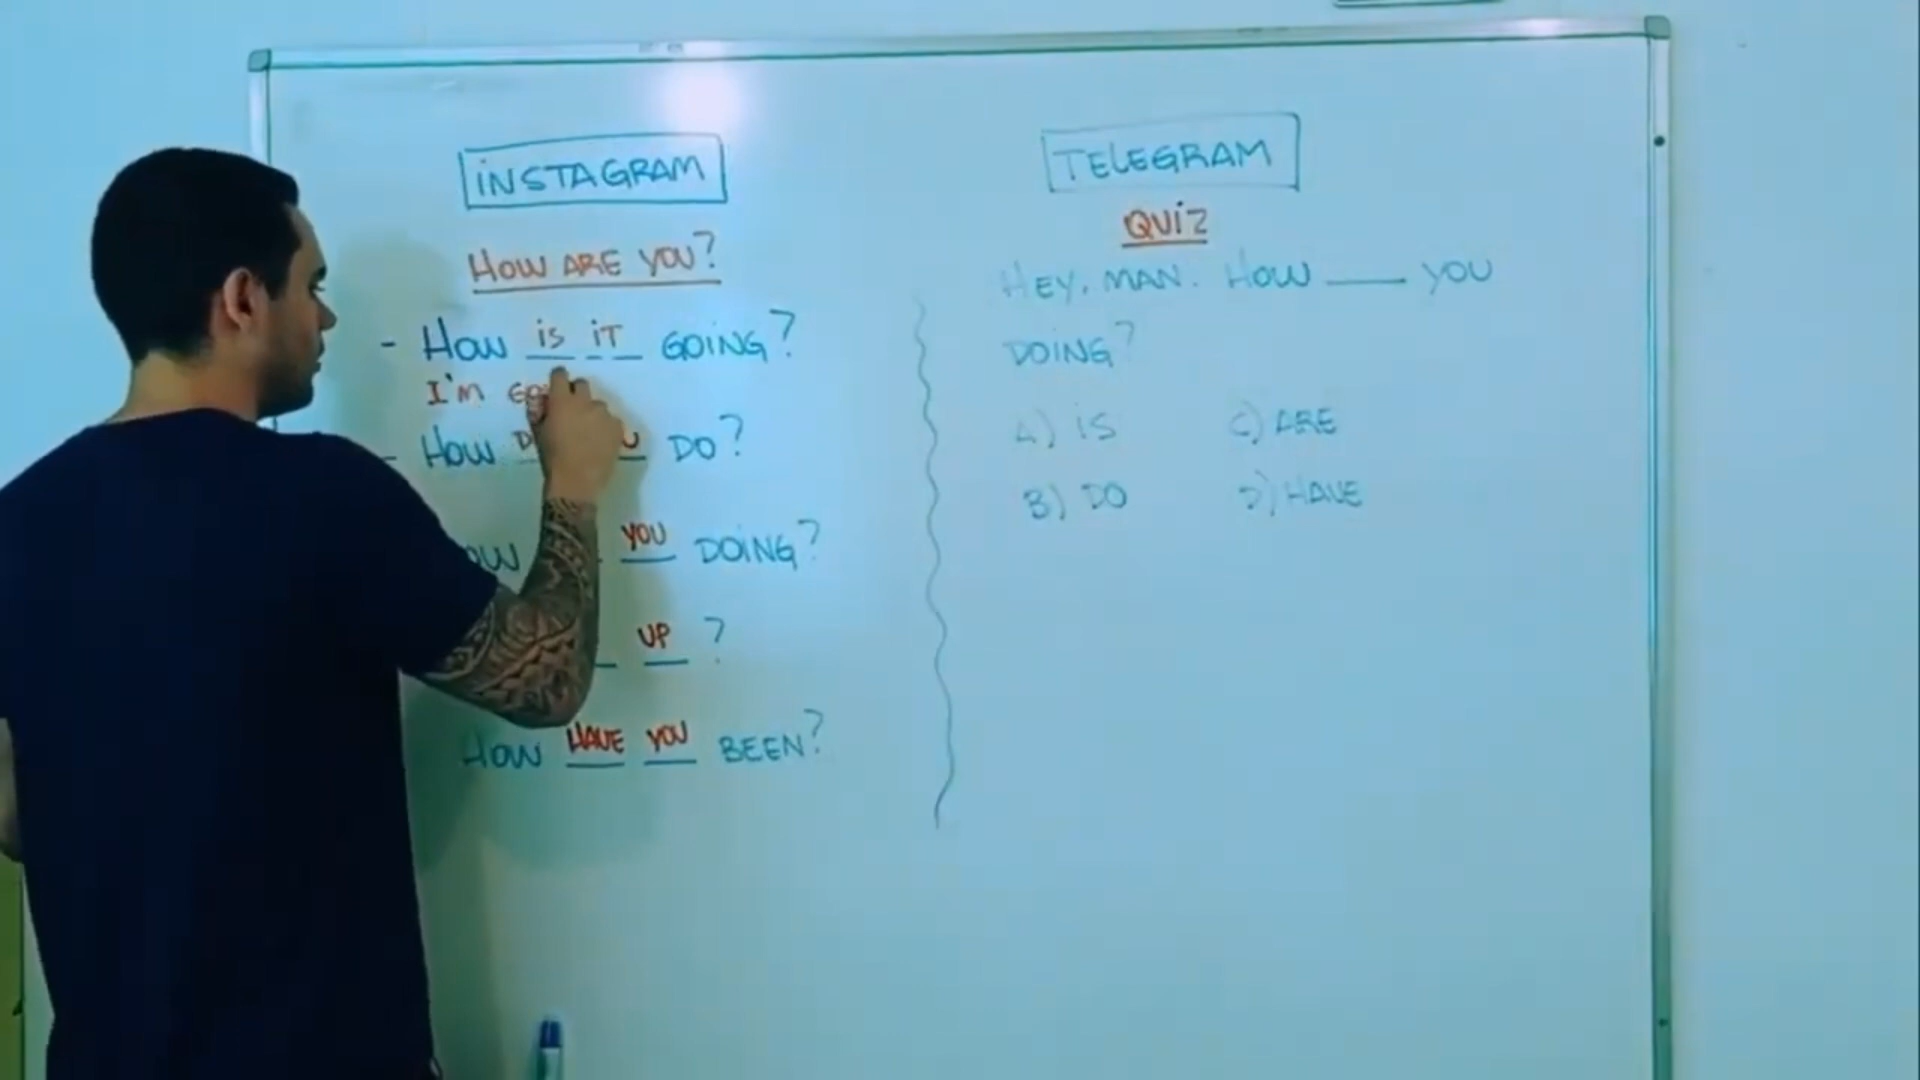 INSTAGRAM
HOW ARE YOU?
- HOW is iT GOING?
I'M
- HOW DO?
YOU DOING?
UP ?
HOW HAVE YOU BEEN?
TELEGRAM
QUIZ
HEY, MAN. HOW ___ YOU
DOING?
A) IS C) ARE
B) DO D) HAVE